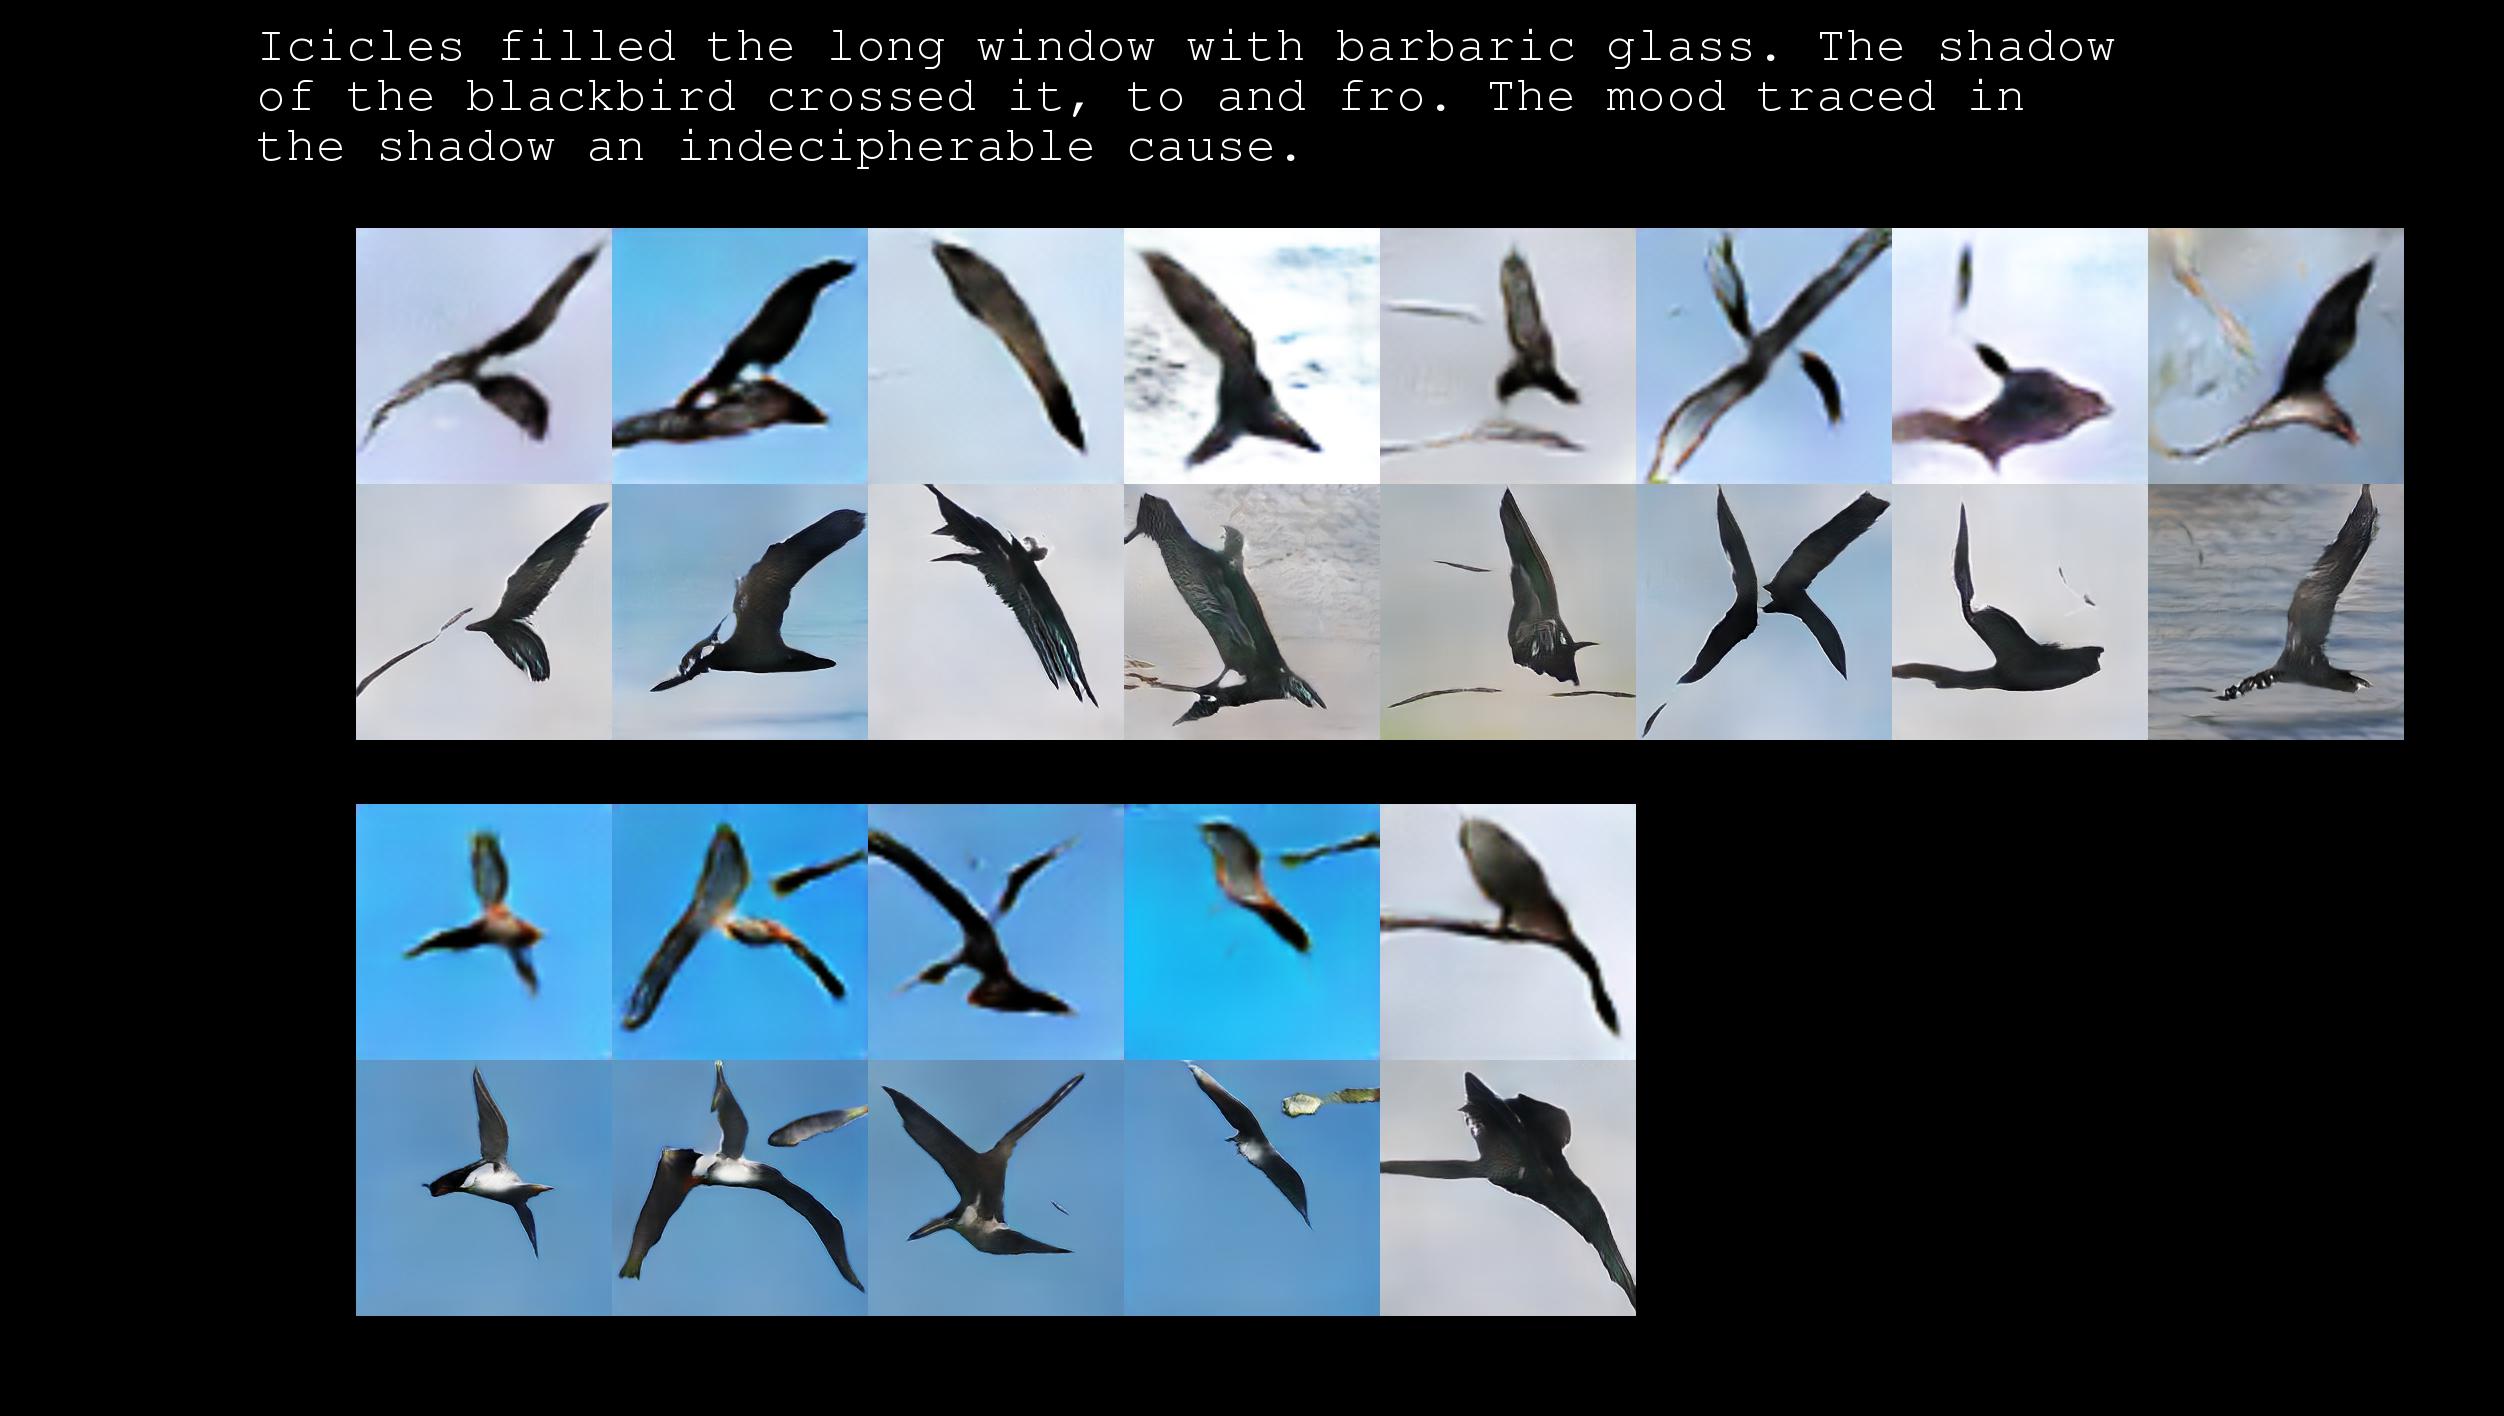 Icicles filled the long window with barbaric glass. The shadow
of the blackbird crossed it, to and fro. The mood traced in
the shadow an indecipherable cause.